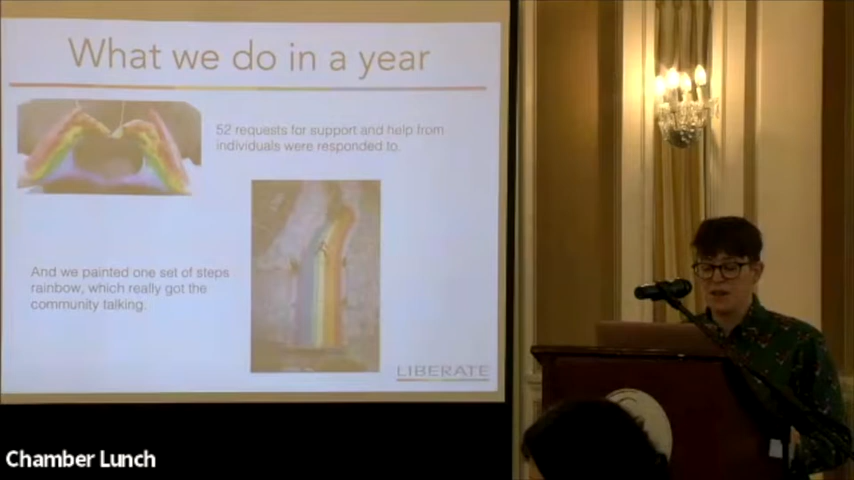 What we do in a year
52 requests for support and help from
individuals were responded to.
And we painted one set of steps
rainbow, which really got the
community talking.
LIBERATE
Chamber Lunch